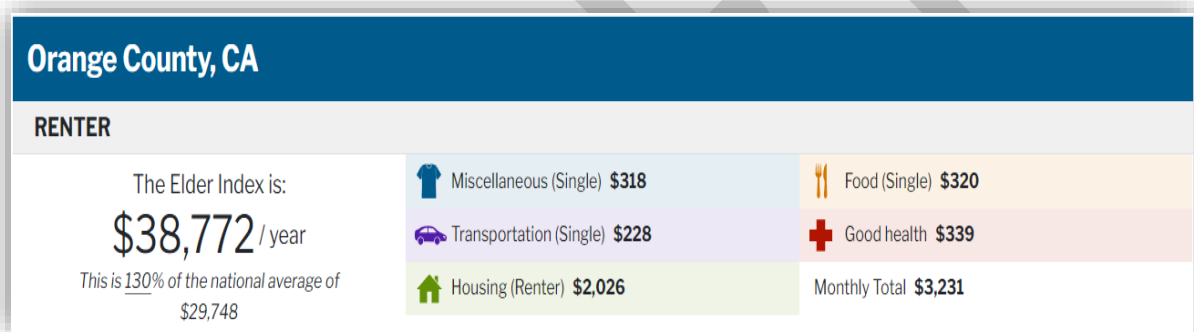 Orange County, CA
RENTER
The Elder Index is:
$38,772 / year
This is 130% of the national average of
$29,748
Miscellaneous (Single) $318
Food (Single) $320
Transportation (Single) $228
Good health $339
Housing (Renter) $2,026
Monthly Total $3,231